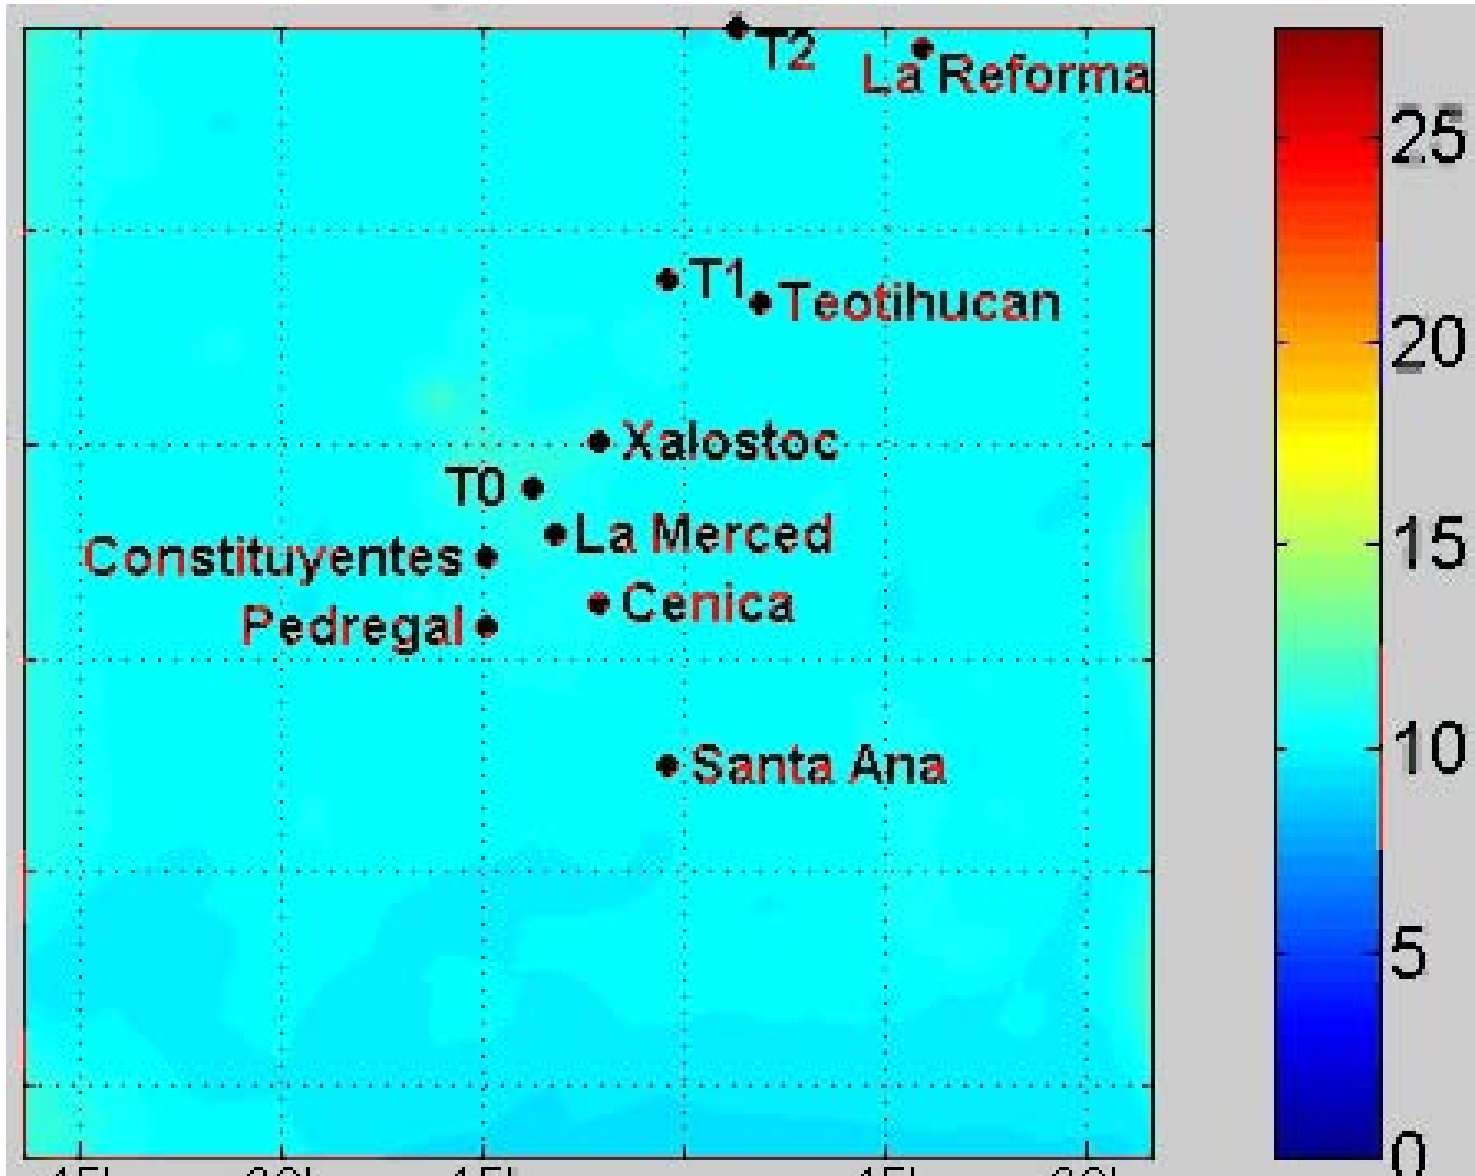 T2
La Reforma
25
T1
Teotihucan
20
Xalostoc
T0
La Merced
15
Constituyentes
Cenica
Pedregal
10
Santa Ana
5
0